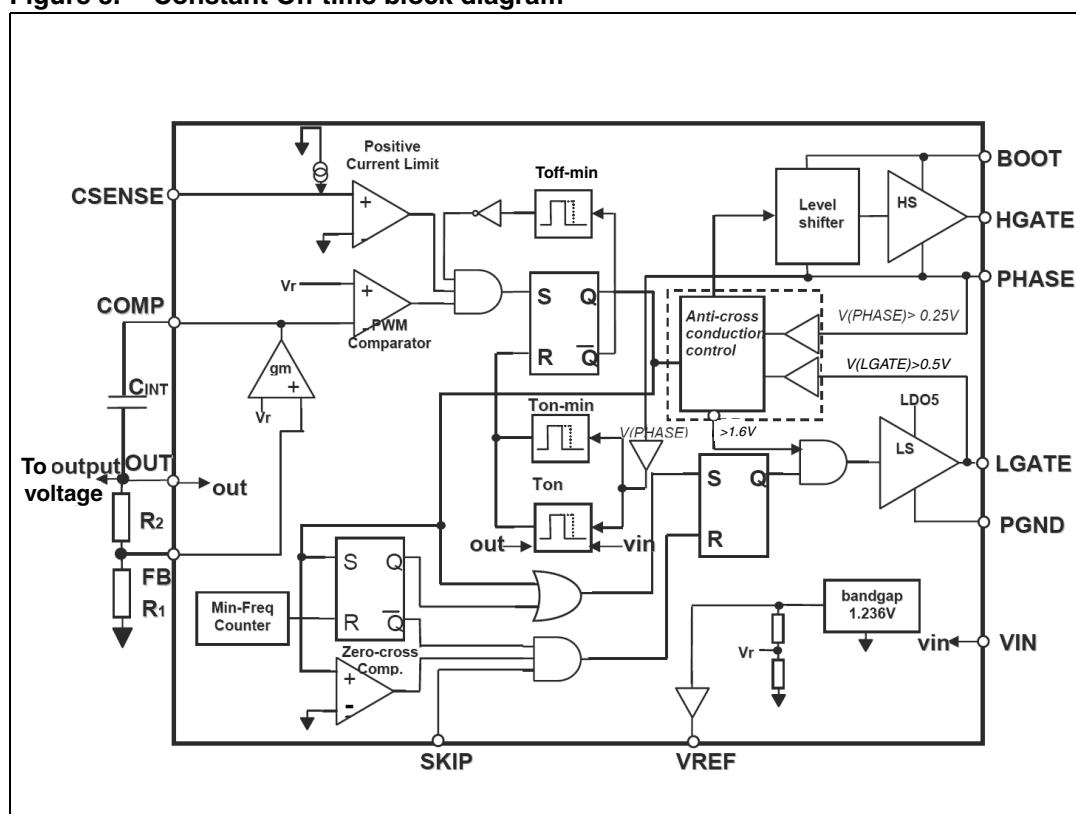 Figure 5. Constant On-time block diagram
Positive
Current Limit
CSENSE
+
-
Toff-min
Level
shifter
HS
BOOT
HGATE
PHASE
Vr
+
-
PWM
Comparator
COMP
gm
+
Vr
CINT
S Q
R Q
Anti-cross
conduction
control
V(PHASE)> 0.25V
V(LGATE)>0.5V
LDO5
>1.6V
LS
LGATE
PGND
Ton-min
V(PHASE)
Ton
out
vin
S Q
R
To output
voltage
OUT
out
R2
FB
R1
S Q
R Q
Min-Freq
Counter
Zero-cross
Comp.
+
-
bandgap
1.236V
Vr
vin
VIN
SKIP
VREF